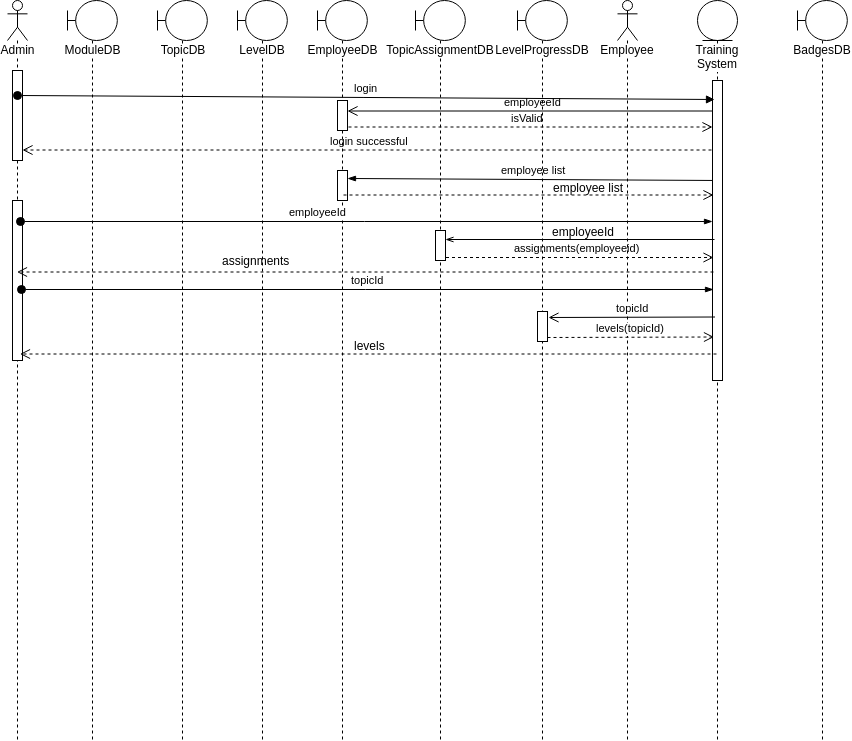 Admin
ModuleDB
TopicDB
LevelDB
EmployeeDB
TopicAssignmentDB
LevelProgressDB
Employee
Training
System
BadgesDB
login
employeeId
isValid
login successful
employee list
employee list
employeeId
employeeId
assignments(employeeId)
assignments
topicId
topicId
levels(topicId)
levels